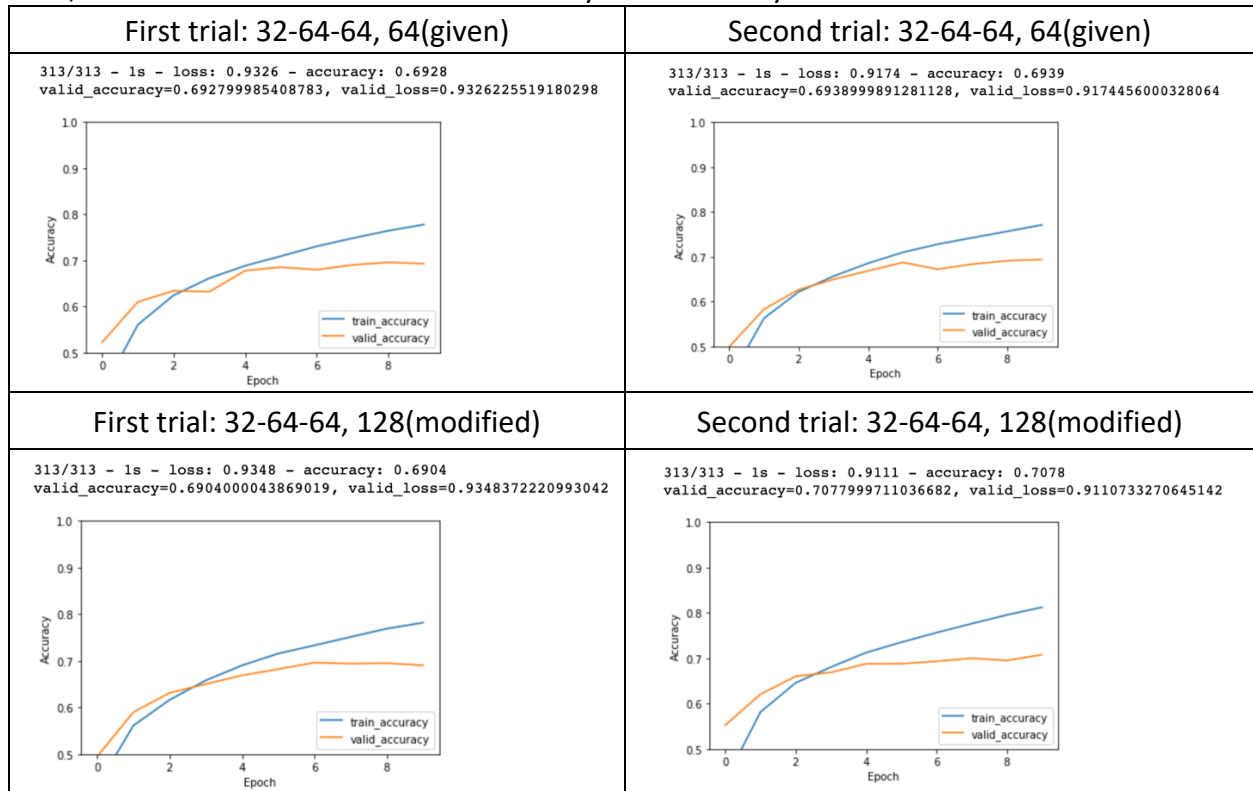 First trial: 32-64-64, 64(given)
313/313 - 1s - loss: 0.9326 - accuracy: 0.6928
valid_accuracy=0.692799985408783, valid_loss=0.9326225519180298
1.0
0.9
0.8
0.7
0.6
0.5
Accuracy
train_accuracy
valid_accuracy
0 2 4 6 8
Epoch
Second trial: 32-64-64, 64(given)
313/313 - 1s - loss: 0.9174 - accuracy: 0.6939
valid_accuracy=0.6938999891281128, valid_loss=0.9174456000328064
1.0
0.9
0.8
0.7
0.6
0.5
Accuracy
train_accuracy
valid_accuracy
0 2 4 6 8
Epoch
First trial: 32-64-64, 128(modified)
313/313 - 1s - loss: 0.9348 - accuracy: 0.6904
valid_accuracy=0.6904000043869019, valid_loss=0.9348372220993042
1.0
0.9
0.8
0.7
0.6
0.5
Accuracy
train_accuracy
valid_accuracy
0 2 4 6 8
Epoch
Second trial: 32-64-64, 128(modified)
313/313 - 1s - loss: 0.9111 - accuracy: 0.7078
valid_accuracy=0.7077999711036682, valid_loss=0.9110733270645142
1.0
0.9
0.8
0.7
0.6
0.5
Accuracy
train_accuracy
valid_accuracy
0 2 4 6 8
Epoch